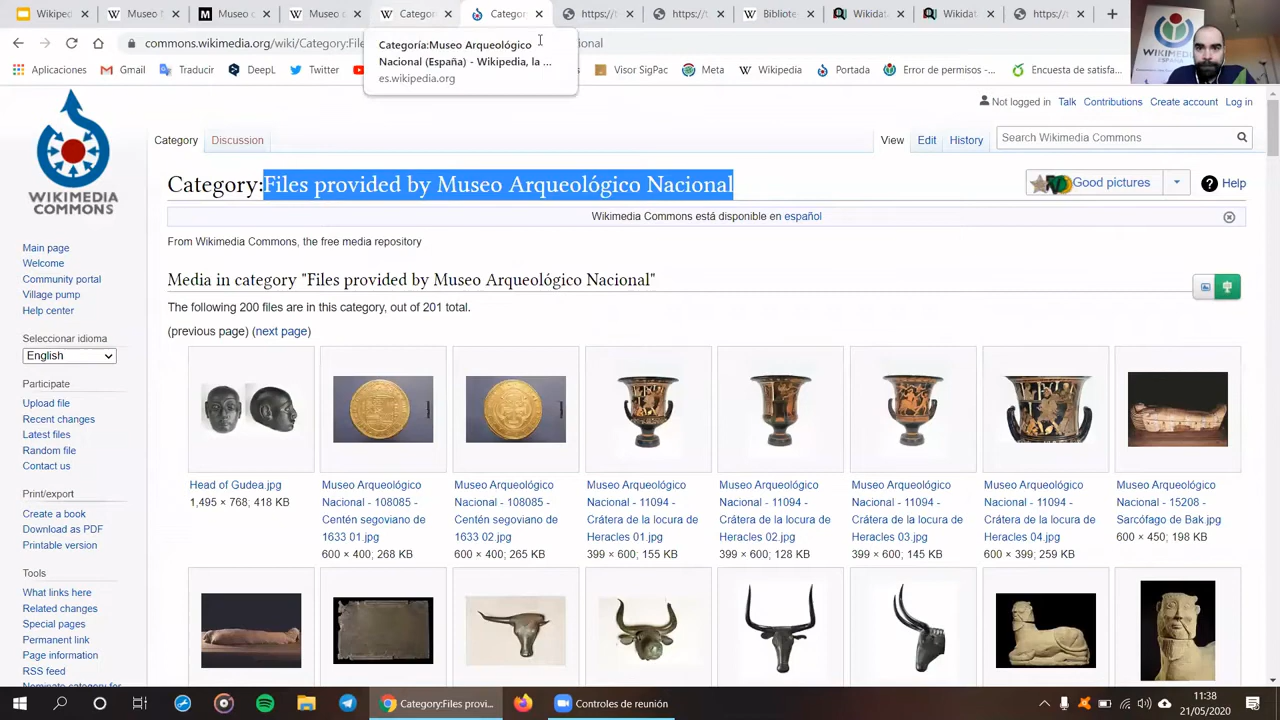 Wikimed
Museo f
Museo c
Museo c
Categorí
Categor
https://t
https://t
Bibliote
Wikidat
Wikidat
https://t
commons.wikimedia.org/wiki/Category:File
onal
Categoría:Museo Arqueológico
Nacional (España) - Wikipedia, la ...
es.wikipedia.org
Aplicaciones
Gmail
Traducir
DeepL
Twitter
Visor SigPac
Meta
Wikipedia
Portada
Error de permisos -...
Encuesta de satisfa...
WIKIMEDIA
ESPAÑA
Not logged in Talk Contributions Create account Log in
Category Discussion View Edit History Search Wikimedia Commons
WIKIMEDIA
COMMONS
Category:Files provided by Museo Arqueológico Nacional
Good pictures
Help
Wikimedia Commons está disponible en español
From Wikimedia Commons, the free media repository
Media in category "Files provided by Museo Arqueológico Nacional"
The following 200 files are in this category, out of 201 total.
(previous page) (next page)
Main page
Welcome
Community portal
Village pump
Help center
Seleccionar idioma
English
Participate
Upload file
Recent changes
Latest files
Random file
Contact us
Print/export
Create a book
Download as PDF
Printable version
Tools
What links here
Related changes
Special pages
Permanent link
Page information
RSS feed
Nominate category for
Head of Gudea.jpg
1,495 × 768; 418 KB
Museo Arqueológico
Nacional - 108085 -
Centén segoviano de
1633 01.jpg
600 × 400; 268 KB
Museo Arqueológico
Nacional - 108085 -
Centén segoviano de
1633 02.jpg
600 × 400; 265 KB
Museo Arqueológico
Nacional - 11094 -
Crátera de la locura de
Heracles 01.jpg
399 × 600; 155 KB
Museo Arqueológico
Nacional - 11094 -
Crátera de la locura de
Heracles 02.jpg
399 × 600; 128 KB
Museo Arqueológico
Nacional - 11094 -
Crátera de la locura de
Heracles 03.jpg
399 × 600; 145 KB
Museo Arqueológico
Nacional - 11094 -
Crátera de la locura de
Heracles 04.jpg
600 × 399; 259 KB
Museo Arqueológico
Nacional - 15208 -
Sarcófago de Bak.jpg
600 × 450; 198 KB
Category:Files provi...
Controles de reunión
11:38
21/05/2020